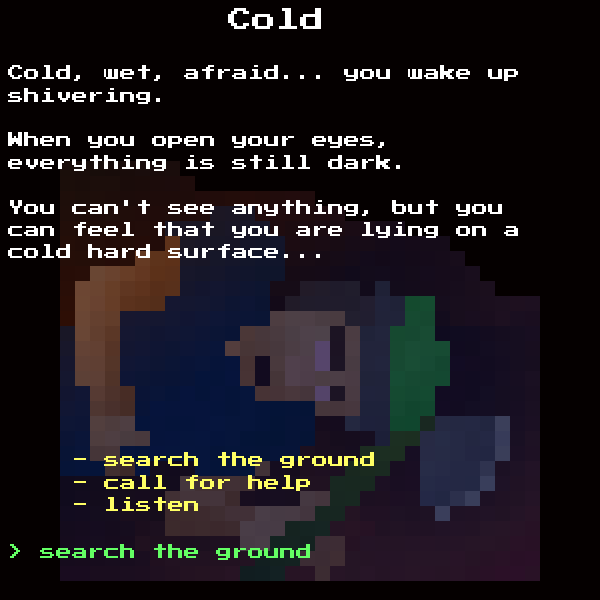 Cold
Cold, wet, afraid... you wake up
shivering.
When you open your eyes,
everything is still dark.
You can't see anything, but you
can feel that you are lying on a
cold hard surface...
- search the ground
- call for help
- listen
> search the ground